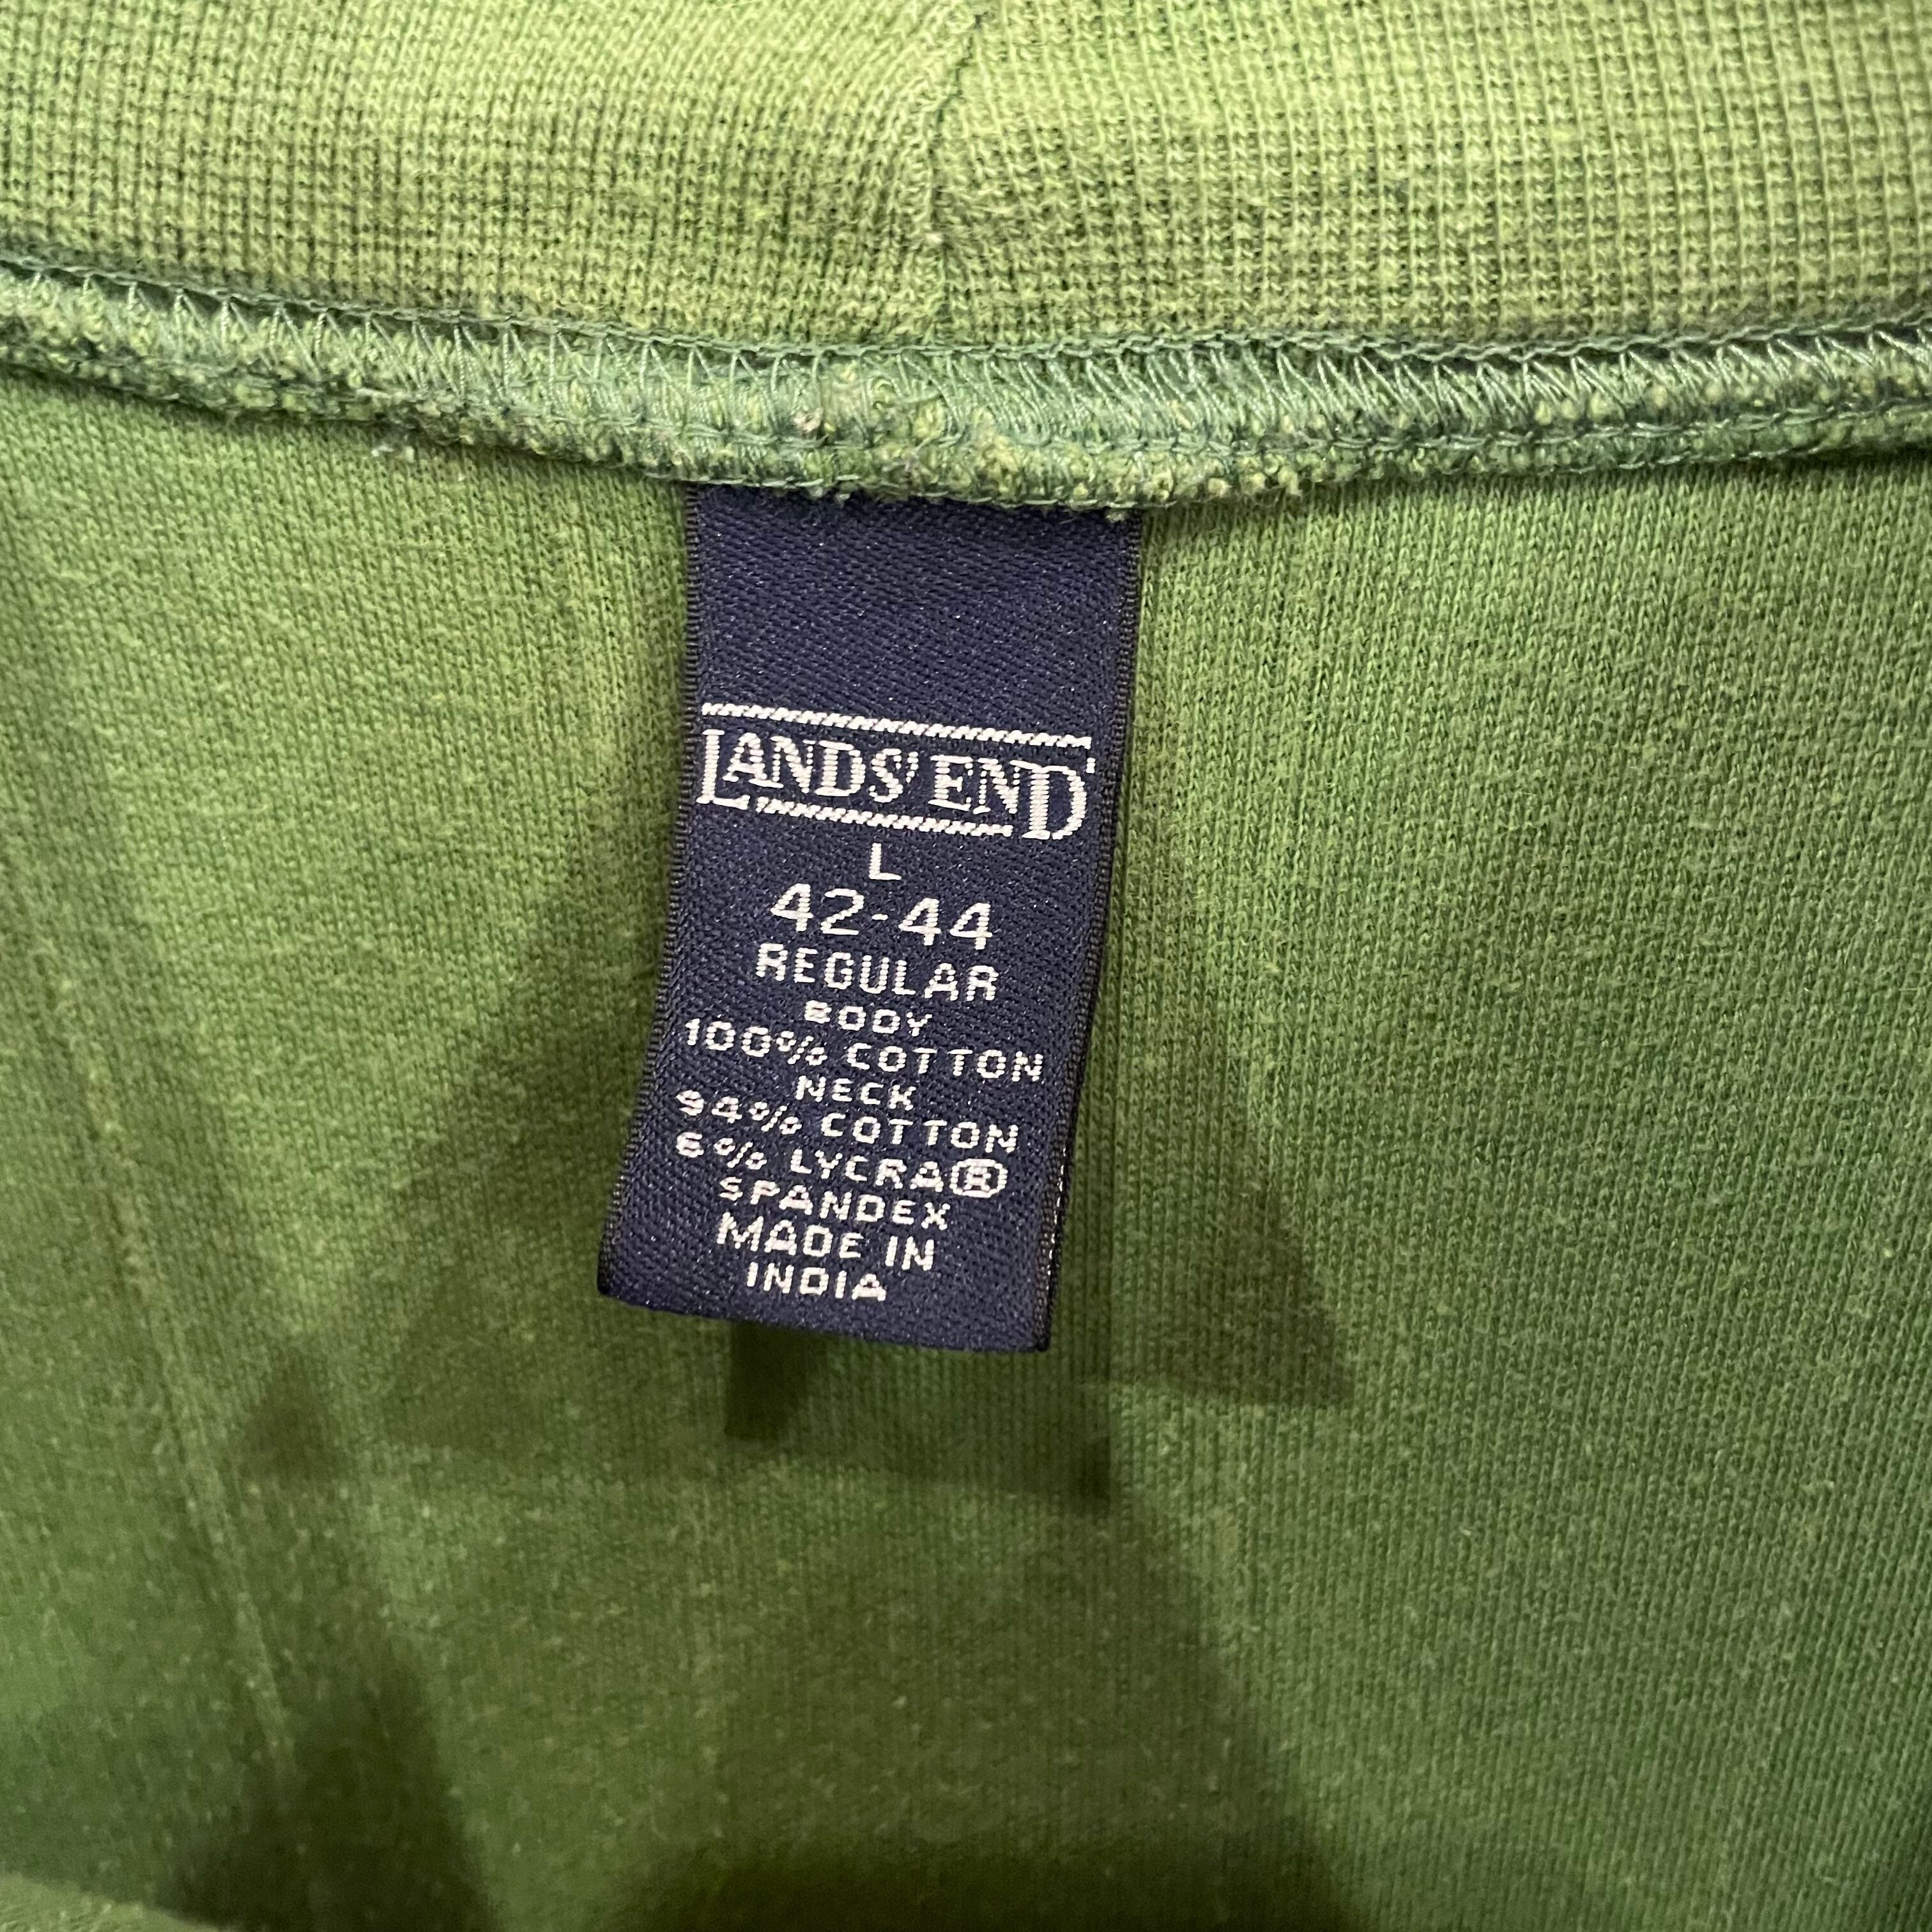 LANDS' END
L
42-44
REGULAR
BODY
100% COTTON
NECK
94% COTTON
6% LYCRA®
SPANDEX
MADE IN
INDIA